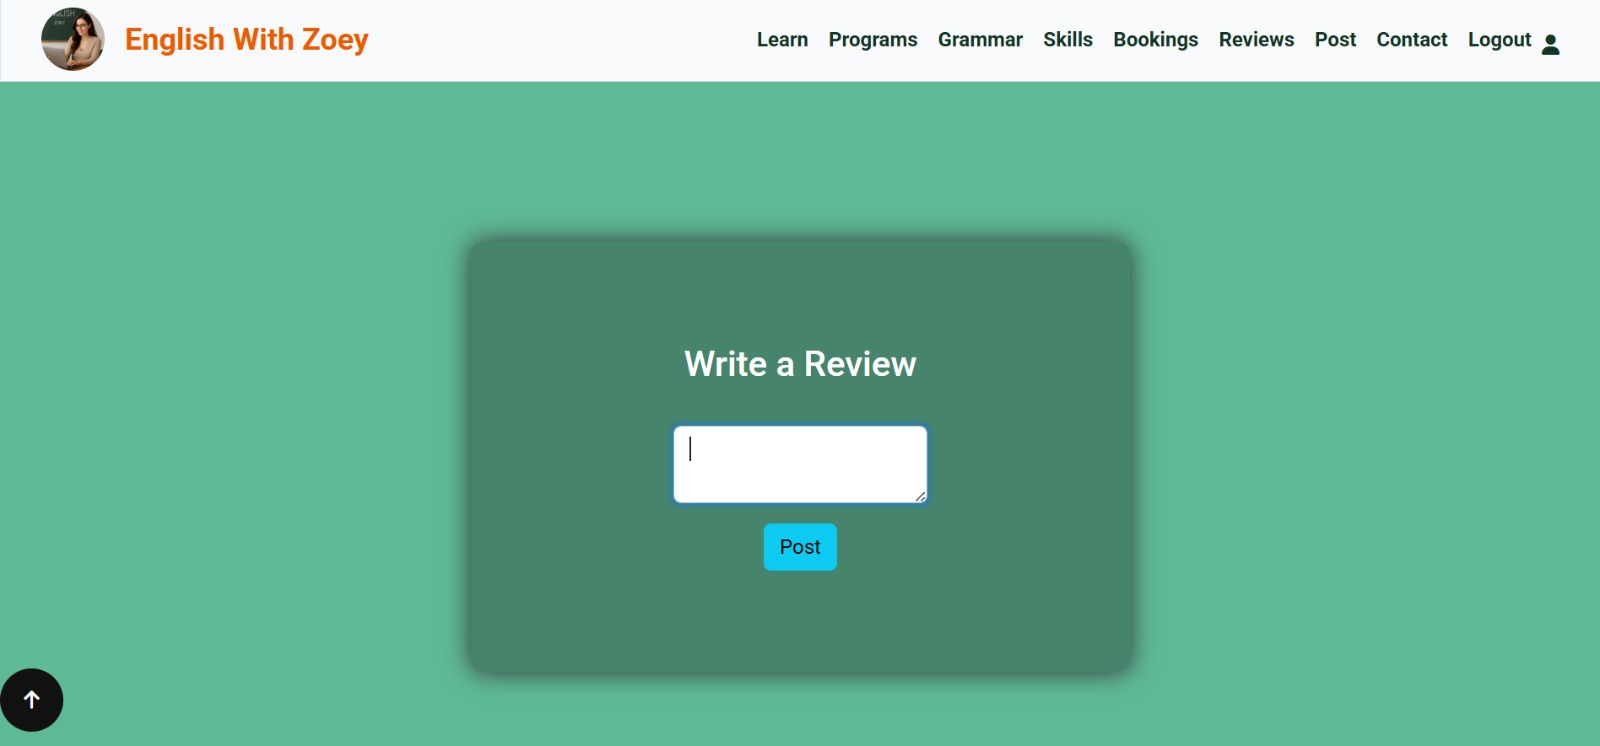 English With Zoey
Learn Programs Grammar Skills Bookings Reviews Post Contact Logout
Write a Review
Post